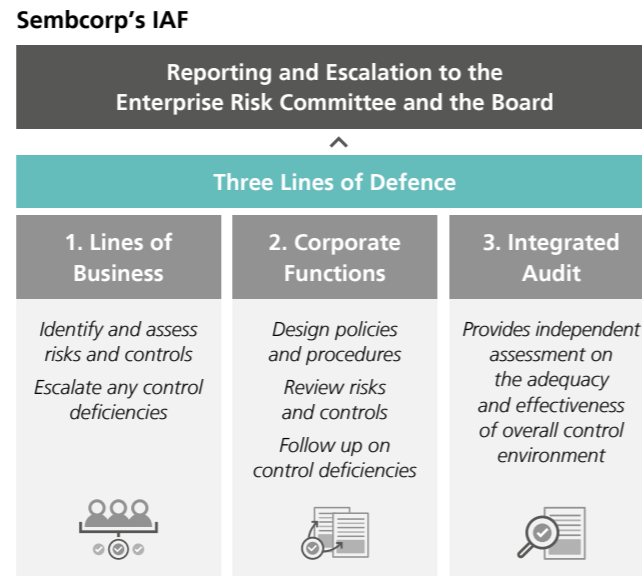 Sembcorp’s IAF
Reporting and Escalation to the
Enterprise Risk Committee and the Board
Three Lines of Defence
1. Lines of
Business
Identify and assess
risks and controls
Escalate any control
deficiencies
2. Corporate
Functions
Design policies
and procedures
Review risks
and controls
Follow up on
control deficiencies
3. Integrated
Audit
Provides independent
assessment on
the adequacy
and effectiveness
of overall control
environment